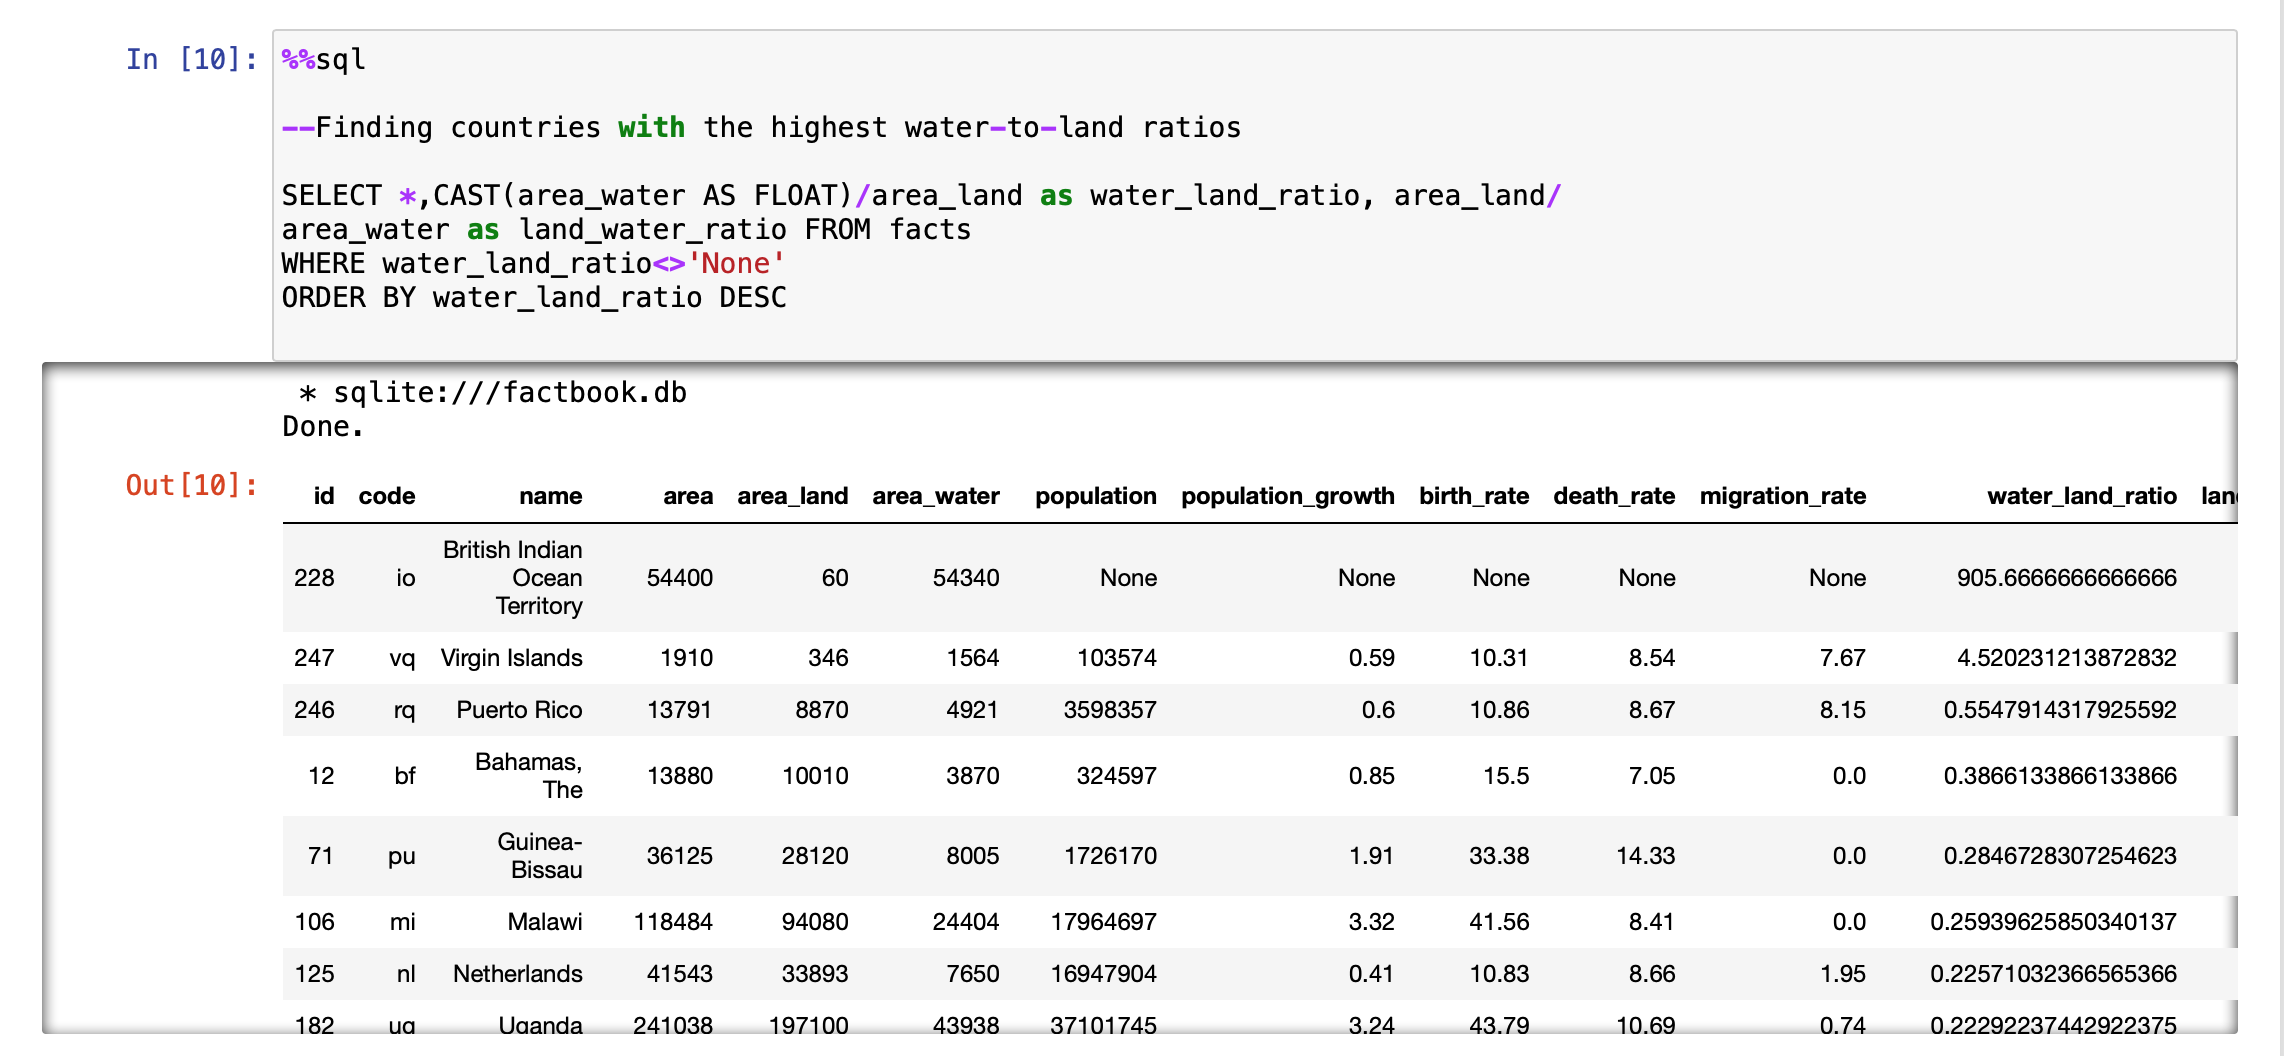 In [10]: %%sql
--Finding countries with the highest water-to-land ratios
SELECT *,CAST(area_water AS FLOAT)/area_land as water_land_ratio, area_land/
area_water as land_water_ratio FROM facts
WHERE water_land_ratio<>'None'
ORDER BY water_land_ratio DESC
* sqlite:///factbook.db
Done.
Out[10]:
id code name area area_land area_water population population_growth birth_rate death_rate migration_rate water_land_ratio lan
228 io British Indian Ocean Territory 54400 60 54340 None None None None None 905.6666666666666
247 vq Virgin Islands 1910 346 1564 103574 0.59 10.31 8.54 7.67 4.520231213872832
246 rq Puerto Rico 13791 8870 4921 3598357 0.6 10.86 8.67 8.15 0.5547914317925592
12 bf Bahamas, The 13880 10010 3870 324597 0.85 15.5 7.05 0.0 0.3866133866133866
71 pu Guinea-Bissau 36125 28120 8005 1726170 1.91 33.38 14.33 0.0 0.2846728307254623
106 mi Malawi 118484 94080 24404 17964697 3.32 41.56 8.41 0.0 0.25939625850340137
125 nl Netherlands 41543 33893 7650 16947904 0.41 10.83 8.66 1.95 0.22571032366565366
182 ug Uganda 241038 197100 43938 37101745 3.24 43.79 10.69 0.74 0.22292237442922375